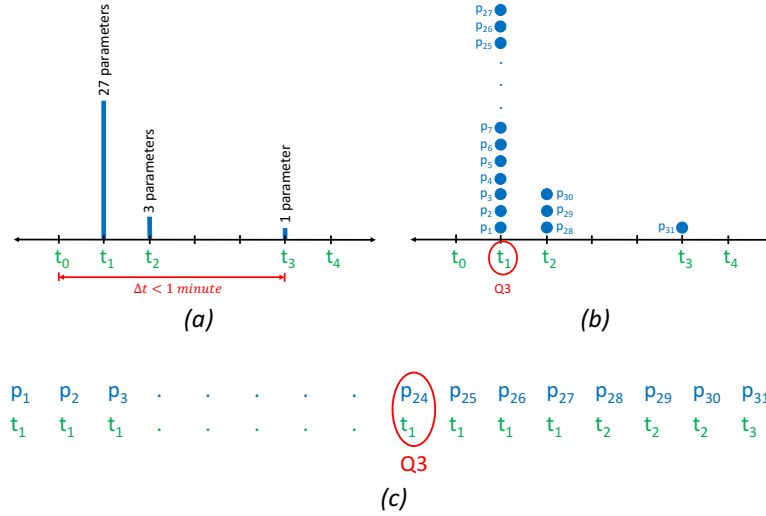 27 parameters
3 parameters
1 parameter
t0 t1 t2 t3 t4
Δt < 1 minute
(a)
p27
p26
p25
.
.
.
p7
p6
p5
p4
p3 p30
p2 p29
p1 p28 p31
t0 t1 t2 t3 t4
Q3
(b)
p1 p2 p3 . . . . . p24 p25 p26 p27 p28 p29 p30 p31
t1 t1 t1 . . . . . t1 t1 t1 t1 t2 t2 t2 t3
Q3
(c)